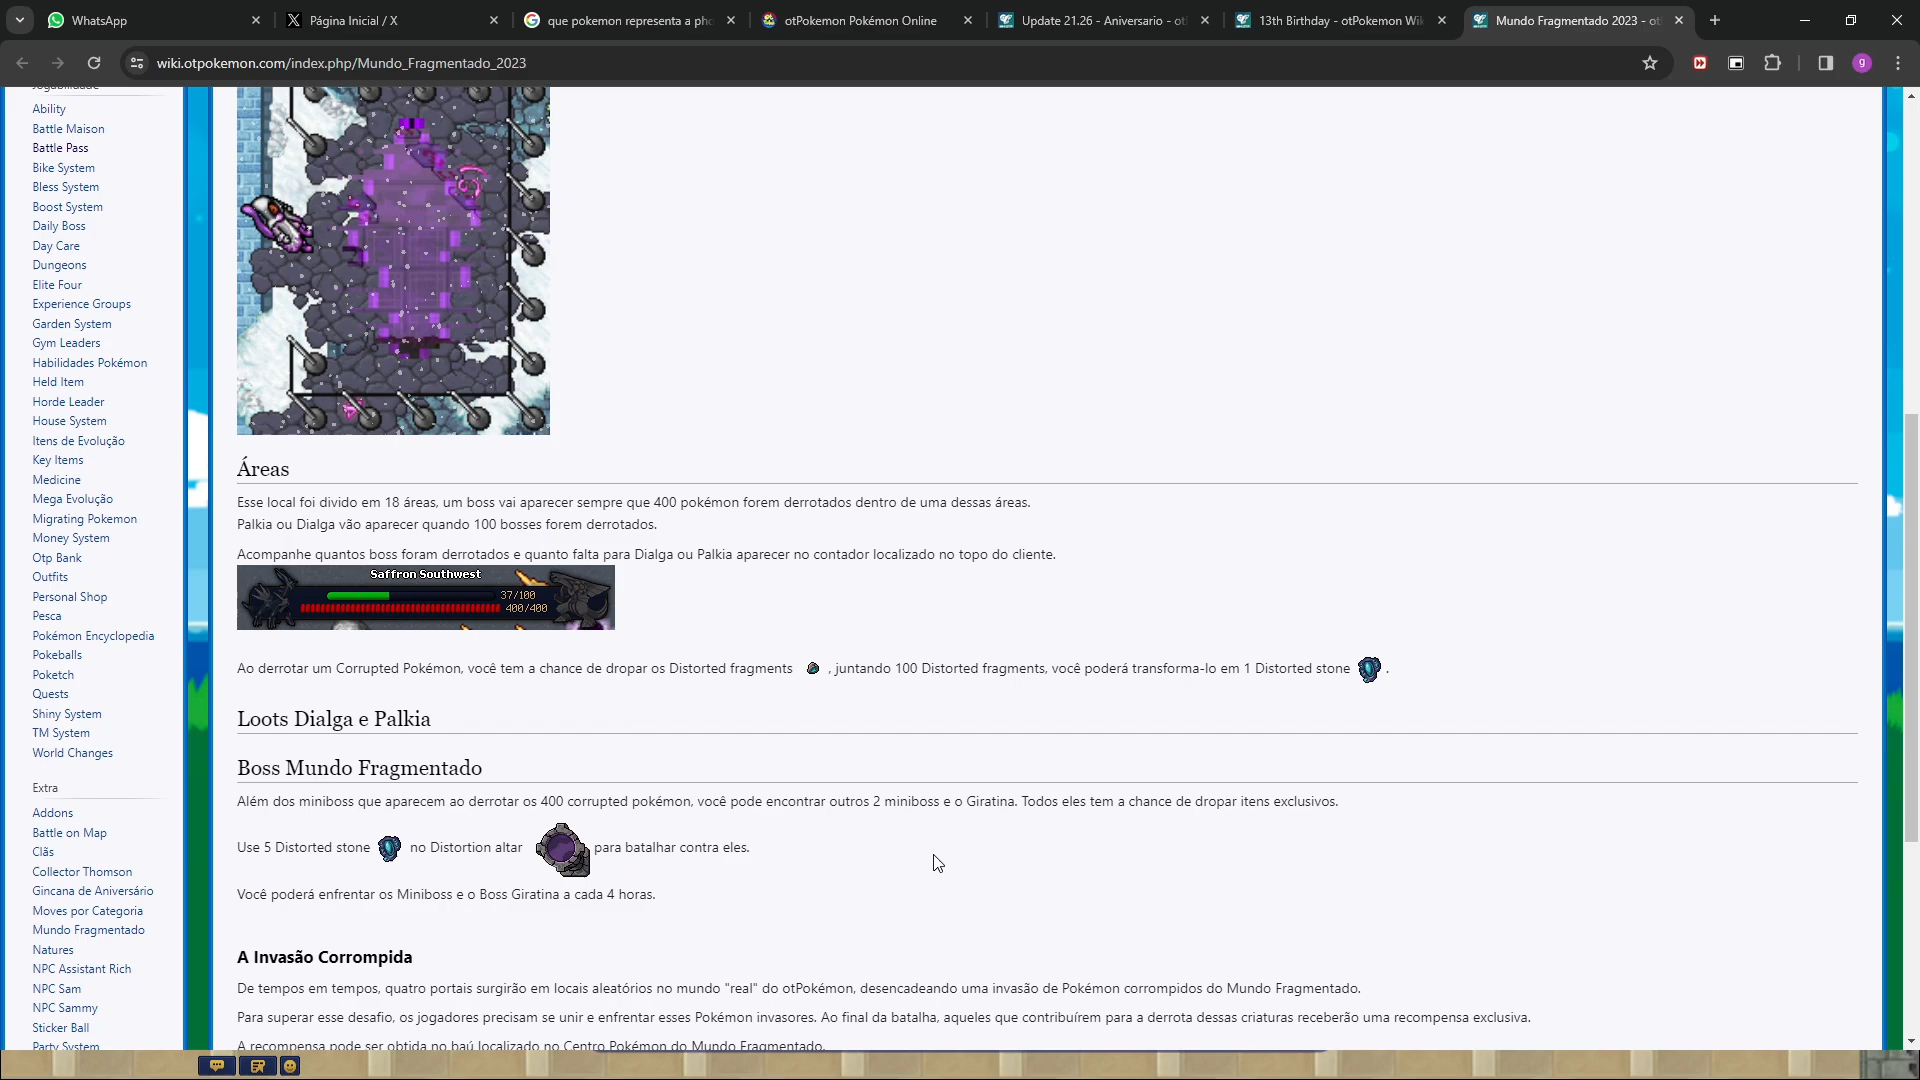 WhatsApp
Página Inicial / X
que pokemon representa a pho
otPokemon Pokémon Online
Update 21.26 - Aniversario - ot
13th Birthday - otPokemon Wik
Mundo Fragmentado 2023 - ot
wiki.otpokemon.com/index.php/Mundo_Fragmentado_2023
g
Jogabilidade
Ability
Battle Maison
Battle Pass
Bike System
Bless System
Boost System
Daily Boss
Day Care
Dungeons
Elite Four
Experience Groups
Garden System
Gym Leaders
Habilidades Pokémon
Held Item
Horde Leader
House System
Itens de Evolução
Key Items
Medicine
Mega Evolução
Migrating Pokemon
Money System
Otp Bank
Outfits
Personal Shop
Pesca
Pokémon Encyclopedia
Pokeballs
Poketch
Quests
Shiny System
TM System
World Changes
Extra
Addons
Battle on Map
Clãs
Collector Thomson
Gincana de Aniversário
Moves por Categoria
Mundo Fragmentado
Natures
NPC Assistant Rich
NPC Sam
NPC Sammy
Sticker Ball
Party System
Áreas
Esse local foi divido em 18 áreas, um boss vai aparecer sempre que 400 pokémon forem derrotados dentro de uma dessas áreas.
Palkia ou Dialga vão aparecer quando 100 bosses forem derrotados.
Acompanhe quantos boss foram derrotados e quanto falta para Dialga ou Palkia aparecer no contador localizado no topo do cliente.
Saffron Southwest
37/100
400/400
Ao derrotar um Corrupted Pokémon, você tem a chance de dropar os Distorted fragments , juntando 100 Distorted fragments, você poderá transforma-lo em 1 Distorted stone .
Loots Dialga e Palkia
Boss Mundo Fragmentado
Além dos miniboss que aparecem ao derrotar os 400 corrupted pokémon, você pode encontrar outros 2 miniboss e o Giratina. Todos eles tem a chance de dropar itens exclusivos.
Use 5 Distorted stone no Distortion altar para batalhar contra eles.
Você poderá enfrentar os Miniboss e o Boss Giratina a cada 4 horas.
A Invasão Corrompida
De tempos em tempos, quatro portais surgirão em locais aleatórios no mundo "real" do otPokémon, desencadeando uma invasão de Pokémon corrompidos do Mundo Fragmentado.
Para superar esse desafio, os jogadores precisam se unir e enfrentar esses Pokémon invasores. Ao final da batalha, aqueles que contribuírem para a derrota dessas criaturas receberão uma recompensa exclusiva.
A recompensa pode ser obtida no baú localizado no Centro Pokémon do Mundo Fragmentado.